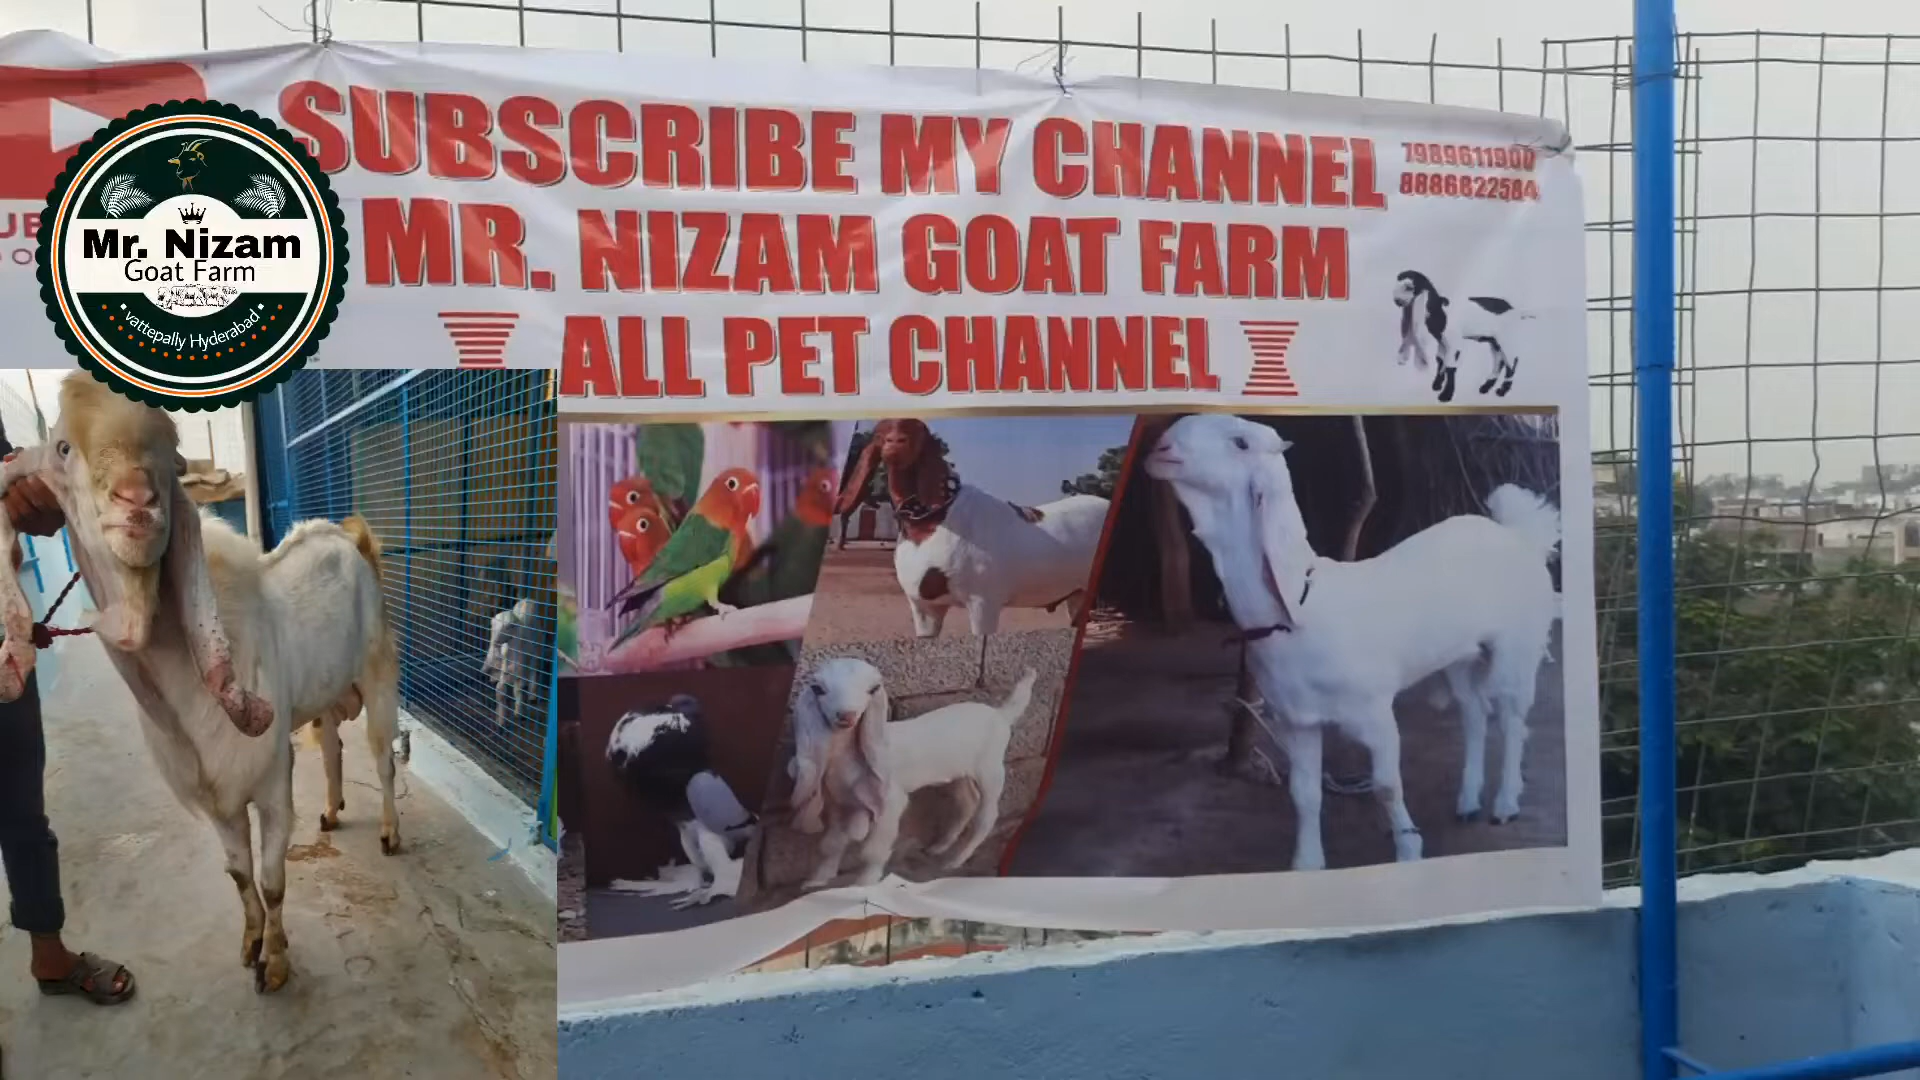 SUBSCRIBE MY CHANNEL
7989611900
8886822584
MR. NIZAM GOAT FARM
ALL PET CHANNEL
Mr. Nizam
Goat Farm
vattepally Hyderabad